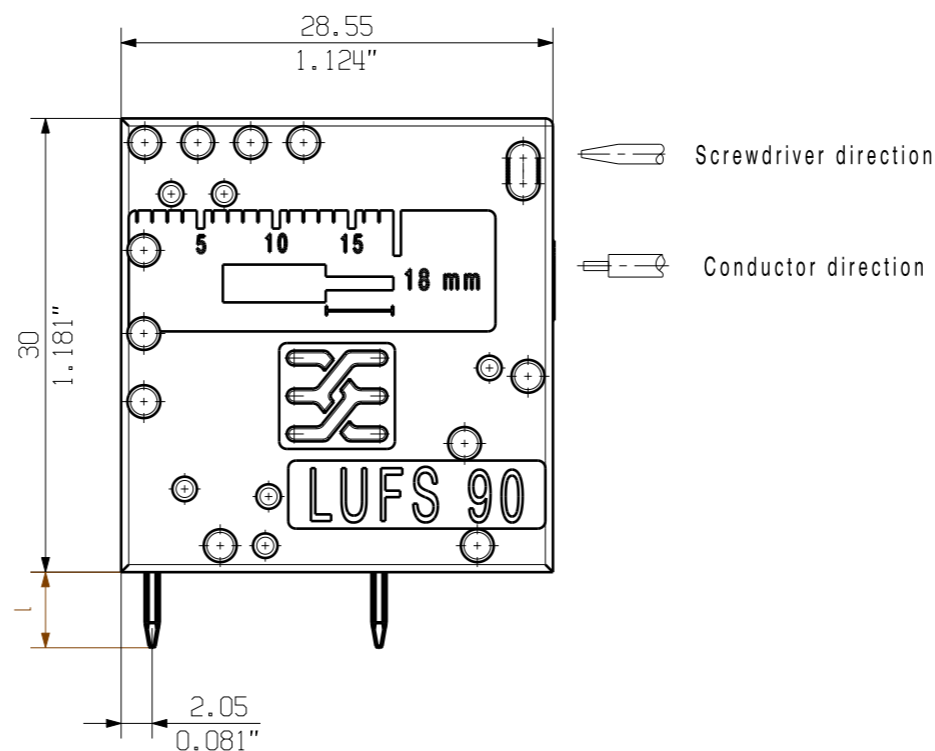 28.55
1.124"
Screwdriver direction
5 10 15
18 mm
Conductor direction
30
1.181"
LUFS 90
l
2.05
0.081"